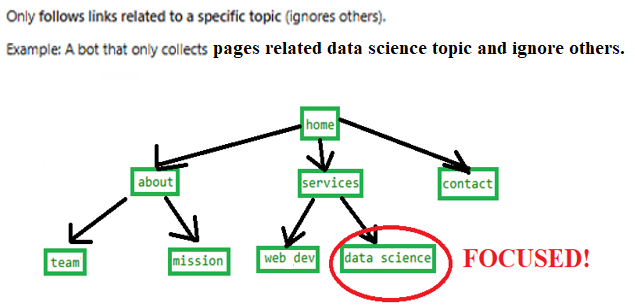 Only follows links related to a specific topic (ignores others).
Example: A bot that only collects pages related data science topic and ignore others.
home
about
services
contact
team
mission
web dev
data science
FOCUSED!